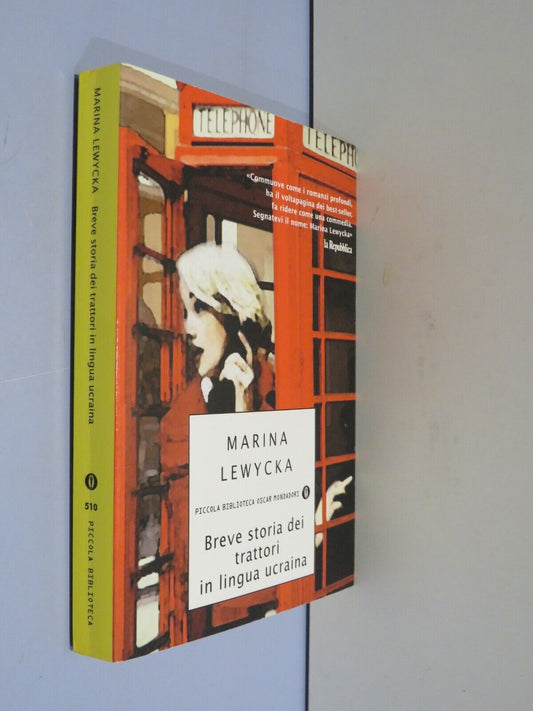 MARINA LEWYCKA Breve storia dei trattori in lingua ucraina
510
PICCOLA BIBLIOTECA
TELEPHONE
TELEPHON
«Commuove come i romanzi profondi,
ha il voltapagina dei best-seller,
fa ridere come una commedia.
Segnatevi il nome: Marina Lewycka»
la Repubblica
MARINA
LEWYCKA
PICCOLA BIBLIOTECA OSCAR MONDADORI
Breve storia dei
trattori
in lingua ucraina